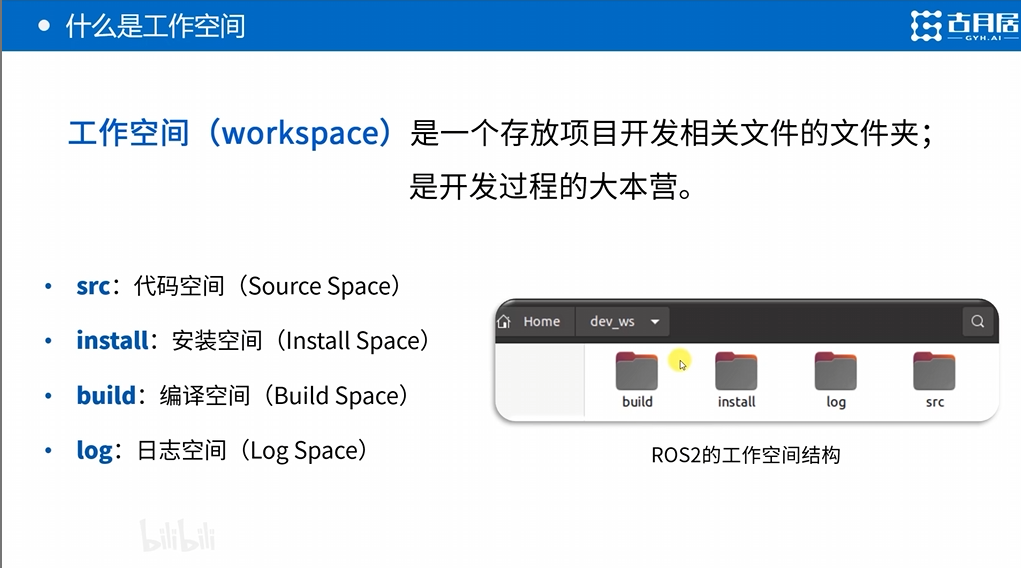 • 什么是工作空间
古月居
GYH.AI
工作空间（workspace）是一个存放项目开发相关文件的文件夹；
是开发过程的大本营。
• src：代码空间（Source Space）
• install：安装空间（Install Space）
• build：编译空间（Build Space）
• log：日志空间（Log Space）
Home dev_ws
build install log src
ROS2的工作空间结构
bilibili